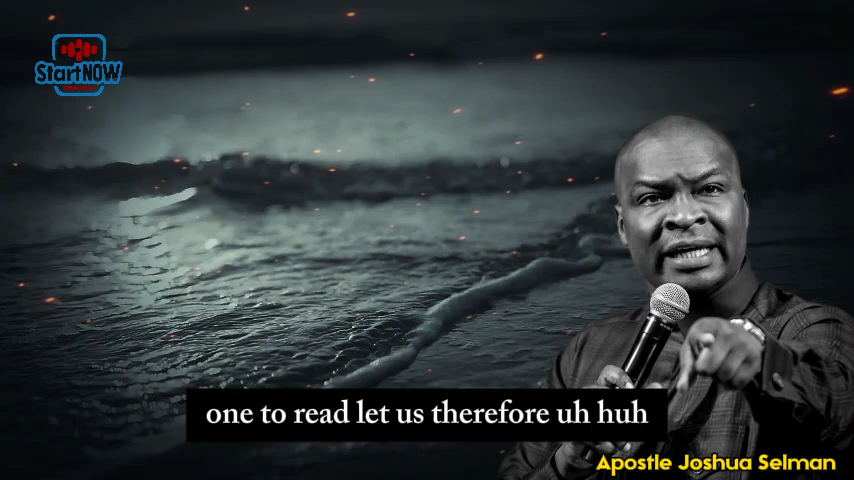 StartNOW
one to read let us therefore uh huh
Apostle Joshua Selman